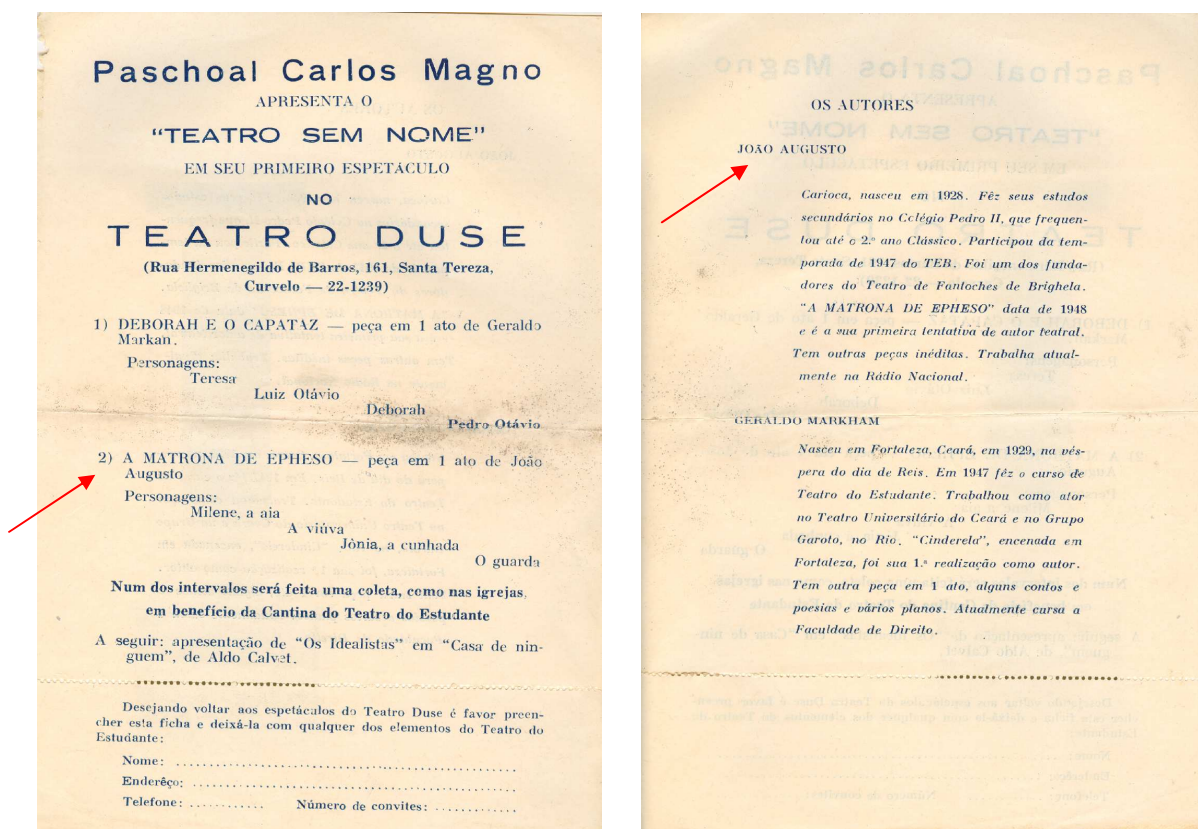 Paschoal Carlos Magno
APRESENTA O
"TEATRO SEM NOME"
EM SEU PRIMEIRO ESPETÁCULO
NO
TEATRO DUSE
(Rua Hermenegildo de Barros, 161, Santa Tereza,
Curvelo — 22-1239)
1) DEBORAH E O CAPATAZ — peça em 1 ato de Geraldo
Markan.
Personagens:
Teresa
Luiz Otávio
Deborah
Pedro Otávio
2) A MATRONA DE EPHESO — peça em 1 ato de João
Augusto
Personagens:
Milene, a aia
A viúva
Jônia, a cunhada
O guarda
Num dos intervalos será feita uma coleta, como nas igrejas,
em benefício da Cantina do Teatro do Estudante
A seguir: apresentação de "Os Idealistas" em "Casa de nin-
guem", de Aldo Calvet.
Desejando voltar aos espetáculos do Teatro Duse é favor preen-
cher esta ficha e deixá-la com qualquer dos elementos do Teatro do
Estudante:
Nome: ......................................................
Enderêço: ..................................................
Telefone: ........... Número de convites: ............
OS AUTORES
JOÃO AUGUSTO
Carioca, nasceu em 1928. Fêz seus estudos
secundários no Colégio Pedro II, que frequen-
tou até o 2.º ano Clássico. Participou da tem-
porada de 1947 do TEB. Foi um dos funda-
dores do Teatro de Fantoches de Brighela.
"A MATRONA DE EPHESO" data de 1948
e é a sua primeira tentativa de autor teatral.
Tem outras peças inéditas. Trabalha atual-
mente na Rádio Nacional.
GERALDO MARKHAM
Nasceu em Fortaleza, Ceará, em 1929, na vés-
pera do dia de Reis. Em 1947 fêz o curso de
Teatro do Estudante. Trabalhou como ator
no Teatro Universitário do Ceará e no Grupo
Garoto, no Rio. "Cinderela", encenada em
Fortaleza, foi sua 1.ª realização como autor.
Tem outra peça em 1 ato, alguns contos e
poesias e vários planos. Atualmente cursa a
Faculdade de Direito.